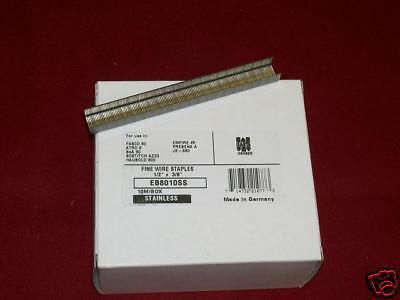 For use in:
FASCO 80
ATRO 8
BeA 80
BOSTITCH AZ03
HAUBOLD 800
EMPIRE 49
PREBENA A
JK-680
FINE WIRE STAPLES
1/2" x 3/8"
EB8010SS
10M/BOX
STAINLESS
Made in Germany